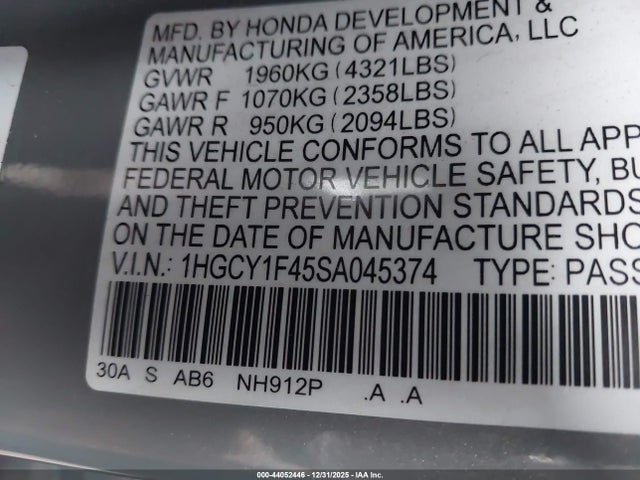 MFD. BY HONDA DEVELOPMENT &
MANUFACTURING OF AMERICA, LLC
GVWR 1960KG (4321LBS)
GAWR F 1070KG (2358LBS)
GAWR R 950KG (2094LBS)
THIS VEHICLE CONFORMS TO ALL APP
FEDERAL MOTOR VEHICLE SAFETY, BU
AND THEFT PREVENTION STANDARDS
ON THE DATE OF MANUFACTURE SHO
V.I.N.: 1HGCY1F45SA045374 TYPE: PASS
30A S AB6 NH912P .A .A
000-44052446 - 12/31/2025 - IAA Inc.